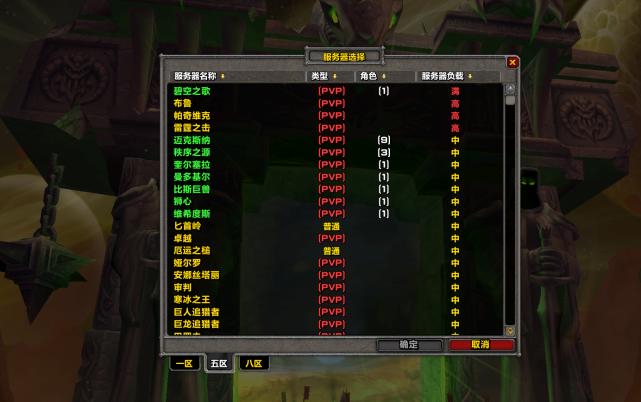 服务器选择
服务器名称 类型 角色 服务器负载
碧空之歌 (PVP) (1) 满
布鲁 (PVP) 高
帕奇维克 (PVP) 高
雷霆之击 (PVP) 高
迈克斯纳 (PVP) (9) 中
秩序之源 (PVP) (3) 中
奎尔塞拉 (PVP) (1) 中
曼多基尔 (PVP) (1) 中
比斯巨兽 (PVP) (1) 中
狮心 (PVP) (1) 中
维希度斯 (PVP) (1) 中
匕首岭 普通 中
卓越 (PVP) 中
厄运之槌 普通 中
娅尔罗 (PVP) 中
安娜丝塔丽 (PVP) 中
审判 (PVP) 中
寒冰之王 (PVP) 中
巨人追猎者 (PVP) 中
巨龙追猎者 (PVP) 中
确定 取消
一区 五区 八区